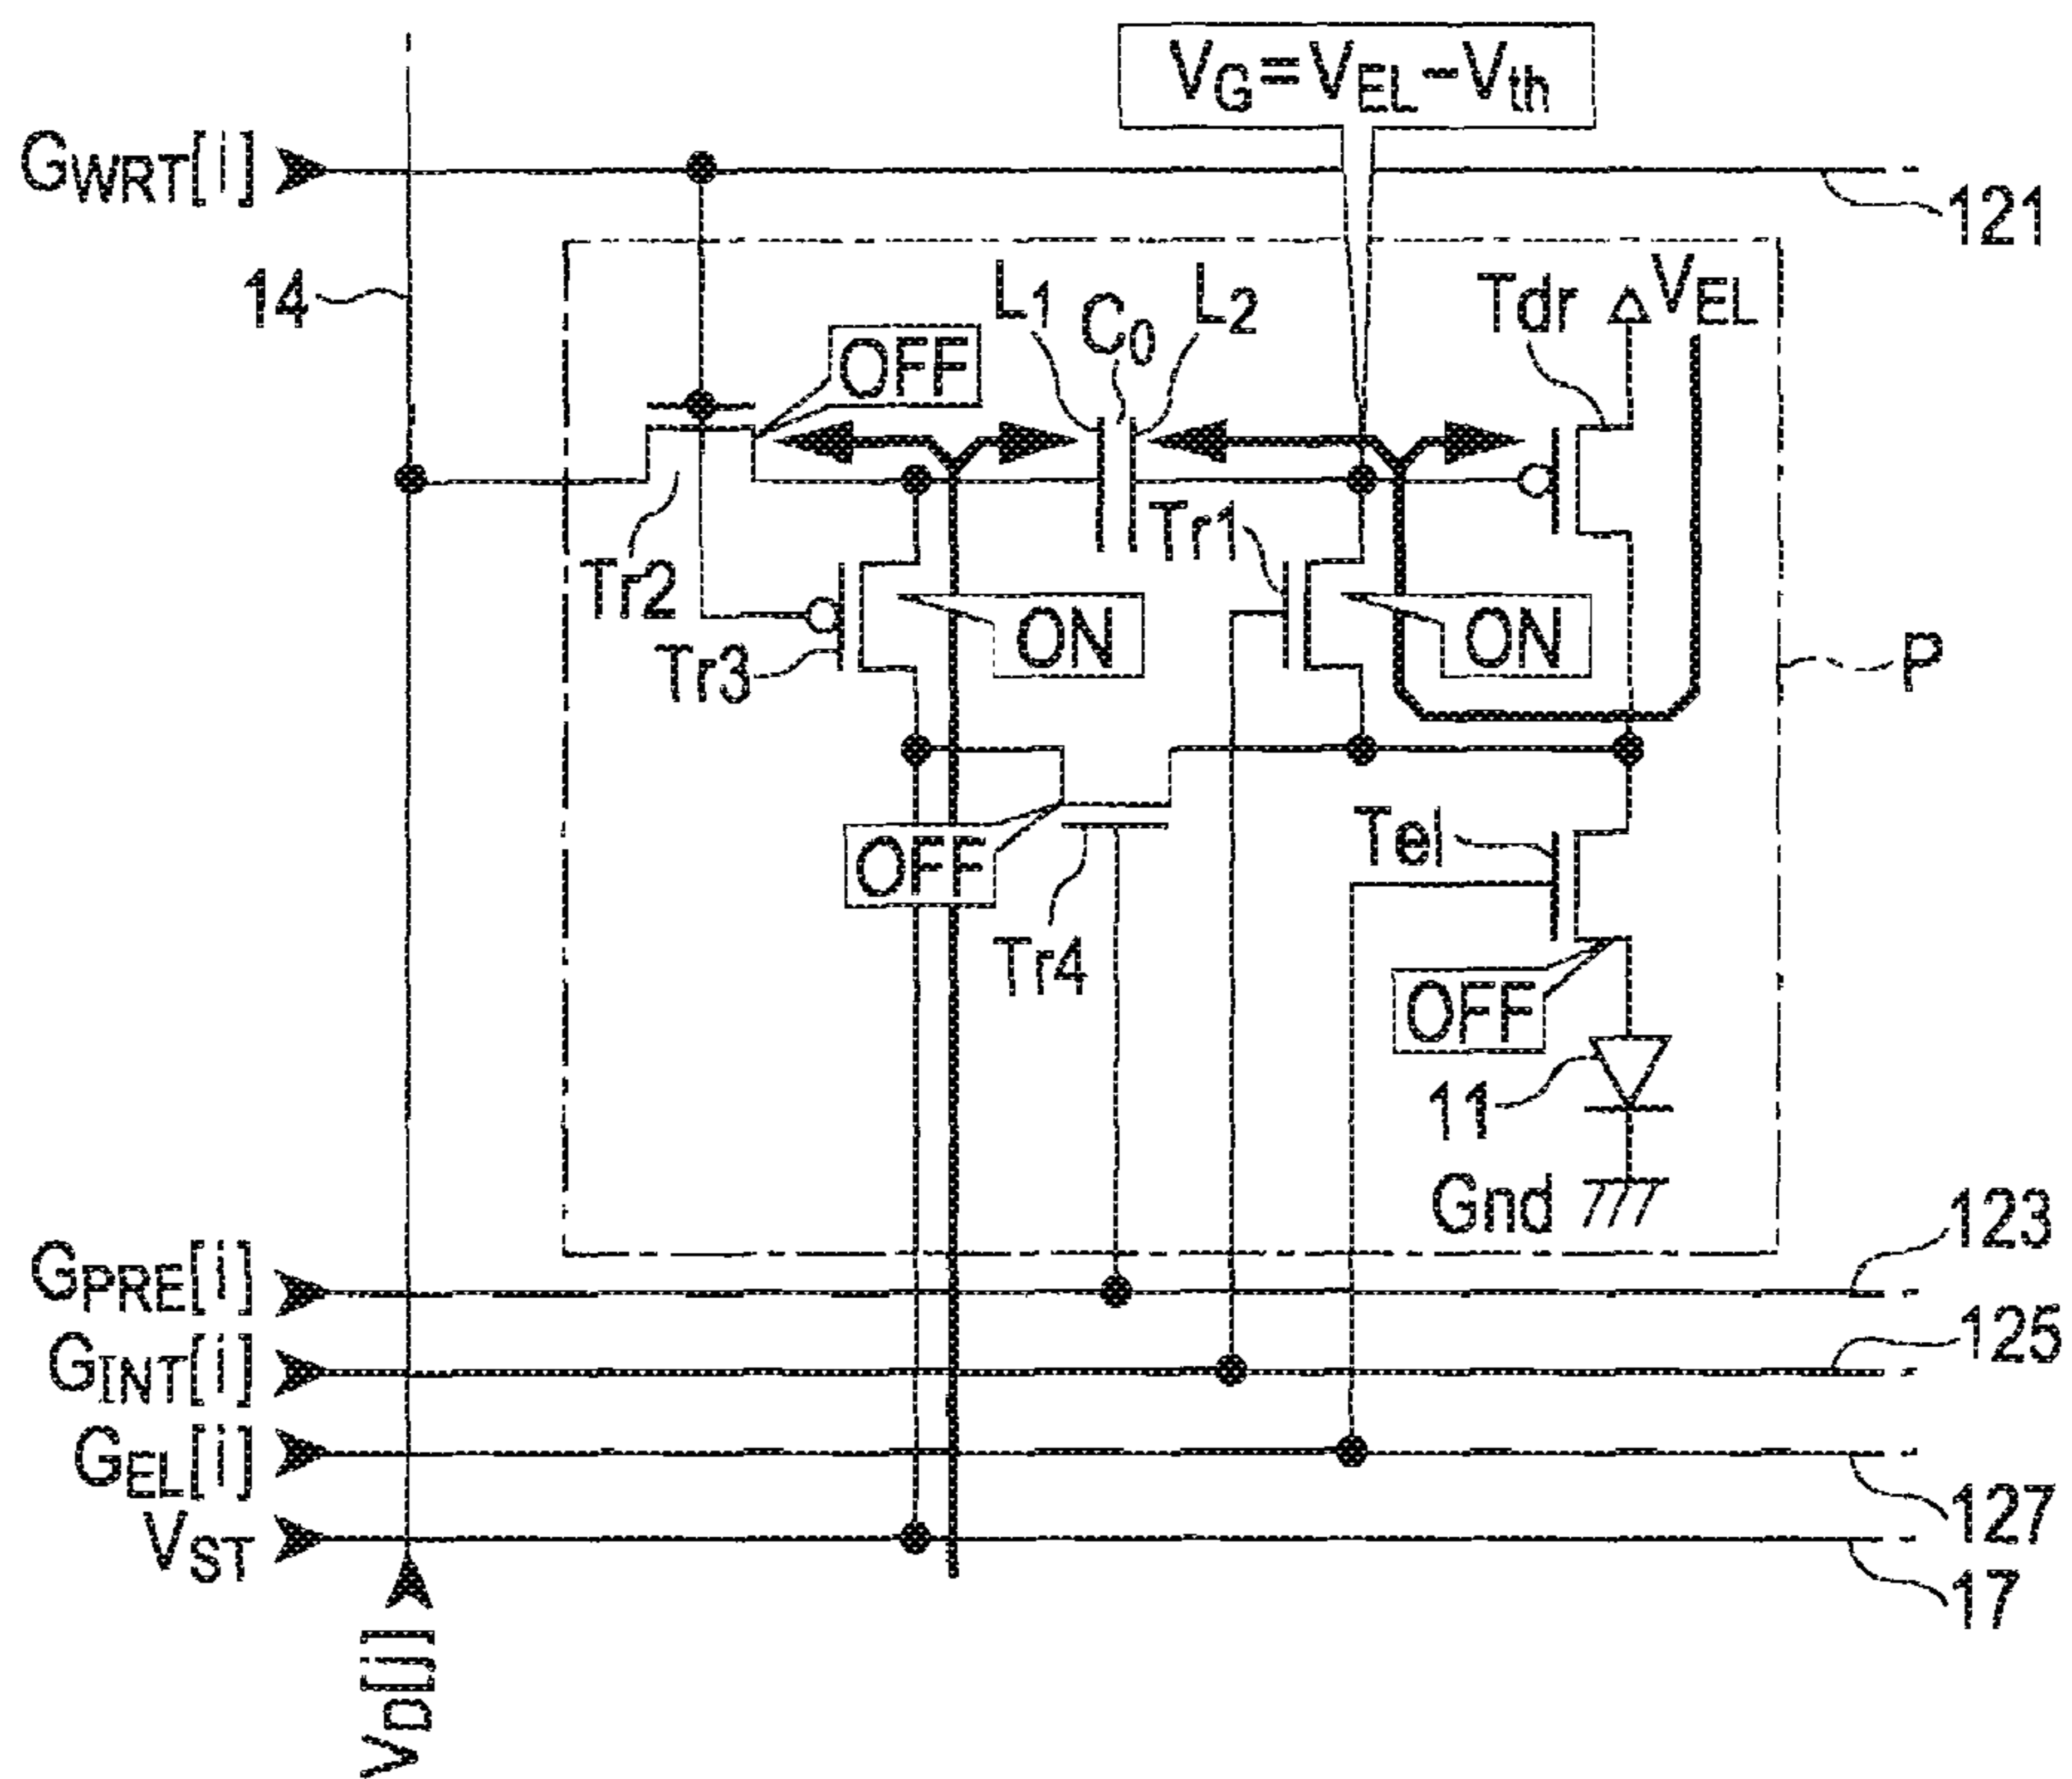 VG=VEL-Vth
GWRT[i]
121
14
L1
C0
L2
Tdr
VEL
OFF
Tr1
Tr2
ON
ON
Tr3
P
OFF
Tel
Tr4
OFF
11
Gnd
123
GPRE[i]
125
GINT[i]
GEL[i]
127
VST
17
VD[j]